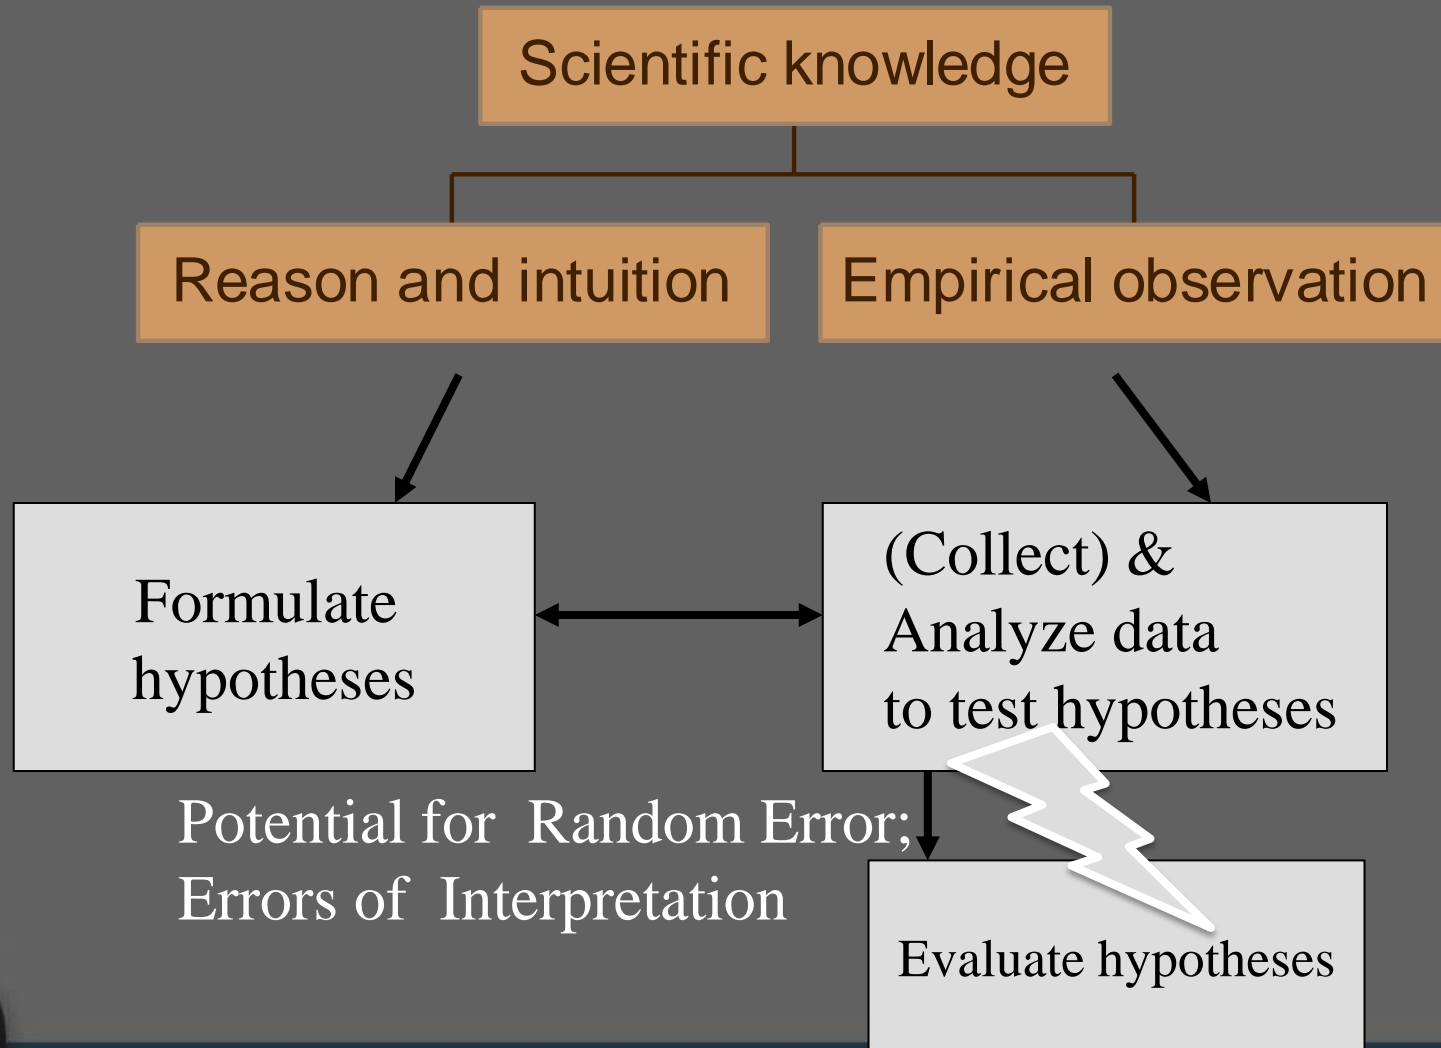 Scientific knowledge
Reason and intuition
Empirical observation
Formulate
hypotheses
(Collect) &
Analyze data
to test hypotheses
Potential for  Random Error;
Errors of  Interpretation
Evaluate hypotheses